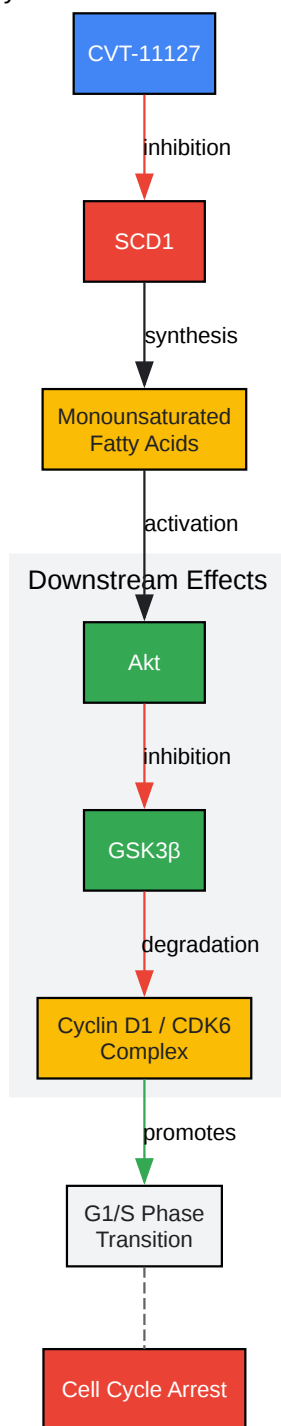 CVT-11127
inhibition
SCD1
synthesis
Monounsaturated
Fatty Acids
activation
Downstream Effects
Akt
inhibition
GSK3β
degradation
Cyclin D1 / CDK6
Complex
promotes
G1/S Phase
Transition
Cell Cycle Arrest